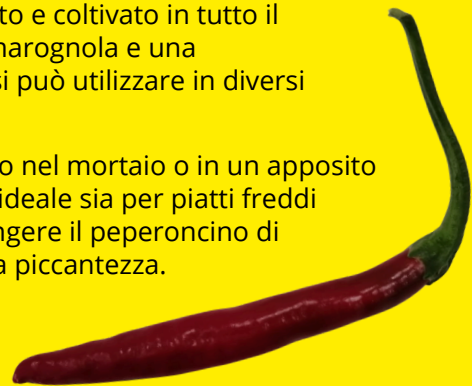 to e coltivato in tutto il
narognola e una
si può utilizzare in diversi
o nel mortaio o in un apposito
ideale sia per piatti freddi
ngere il peperoncino di
a piccantezza.